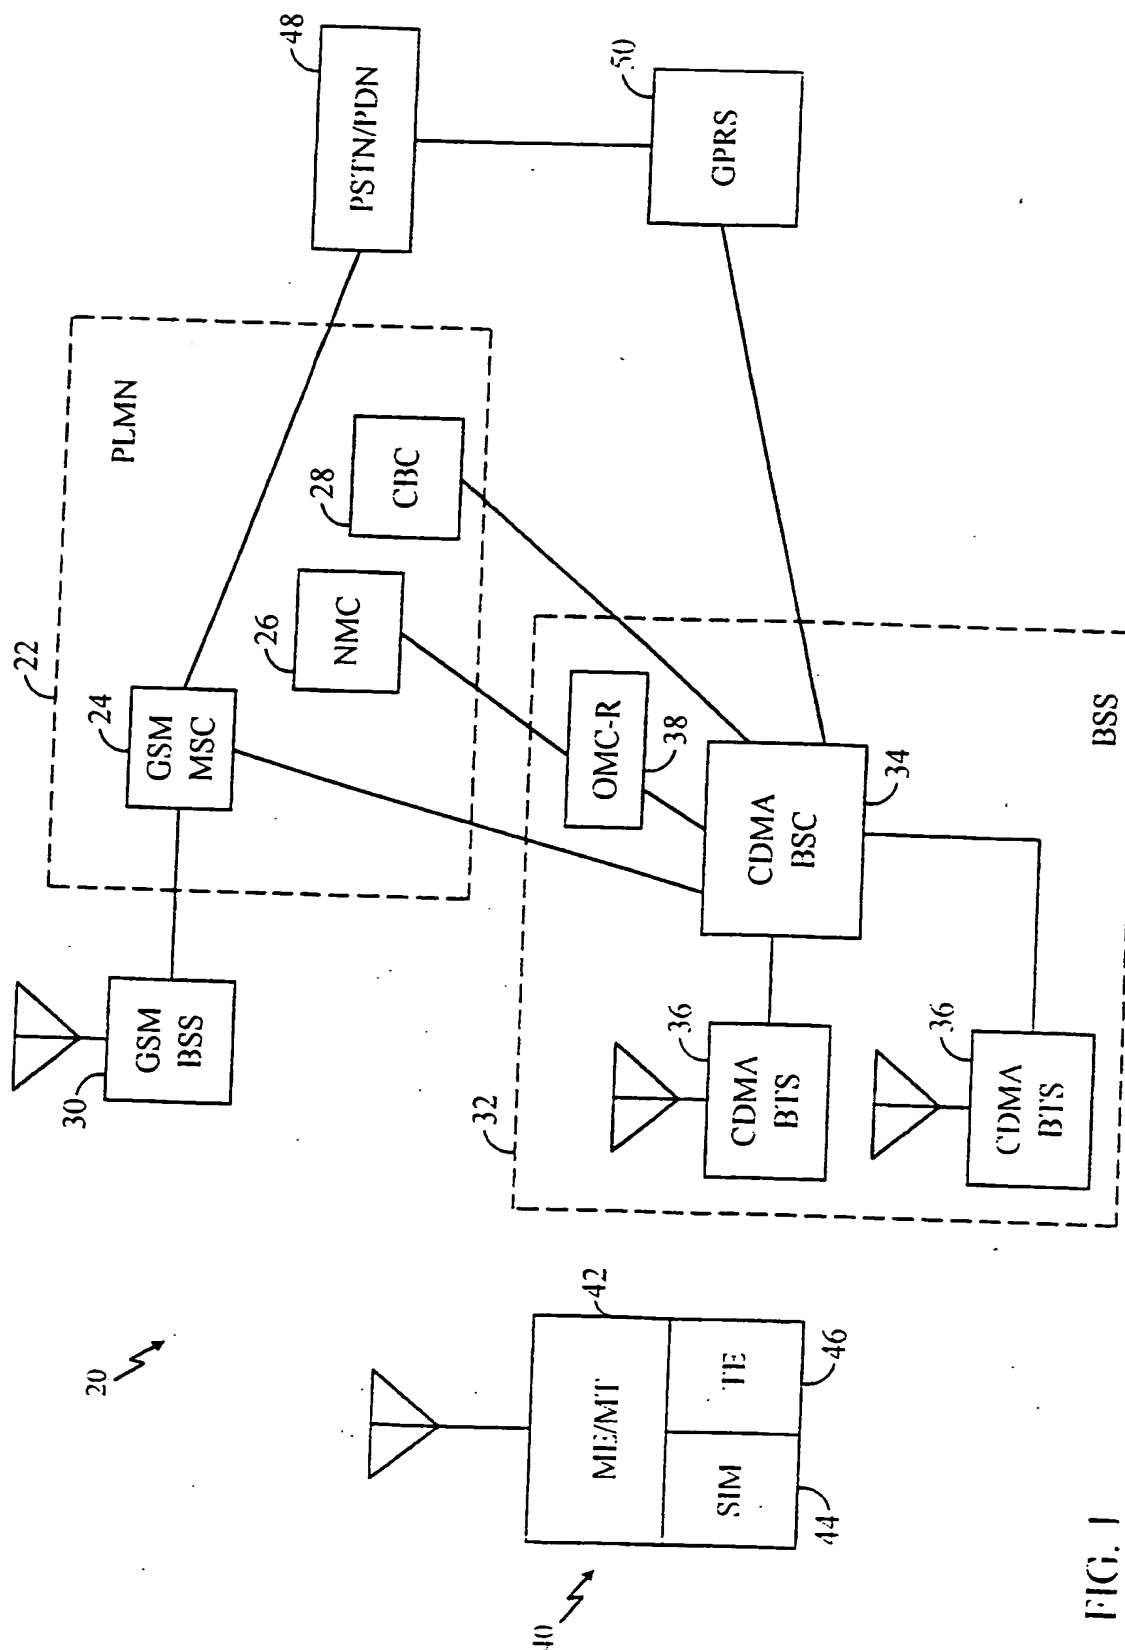 20
40
ME/MT
42
SIM
TE
44
46
30
GSM
BSS
22
24
GSM
MSC
PLMN
26
NMC
28
CBC
48
PSTN/PDN
50
GPRS
32
36
CDMA
BTS
36
CDMA
BTS
OMC-R
38
CDMA
BSC
34
BSS
FIG. 1